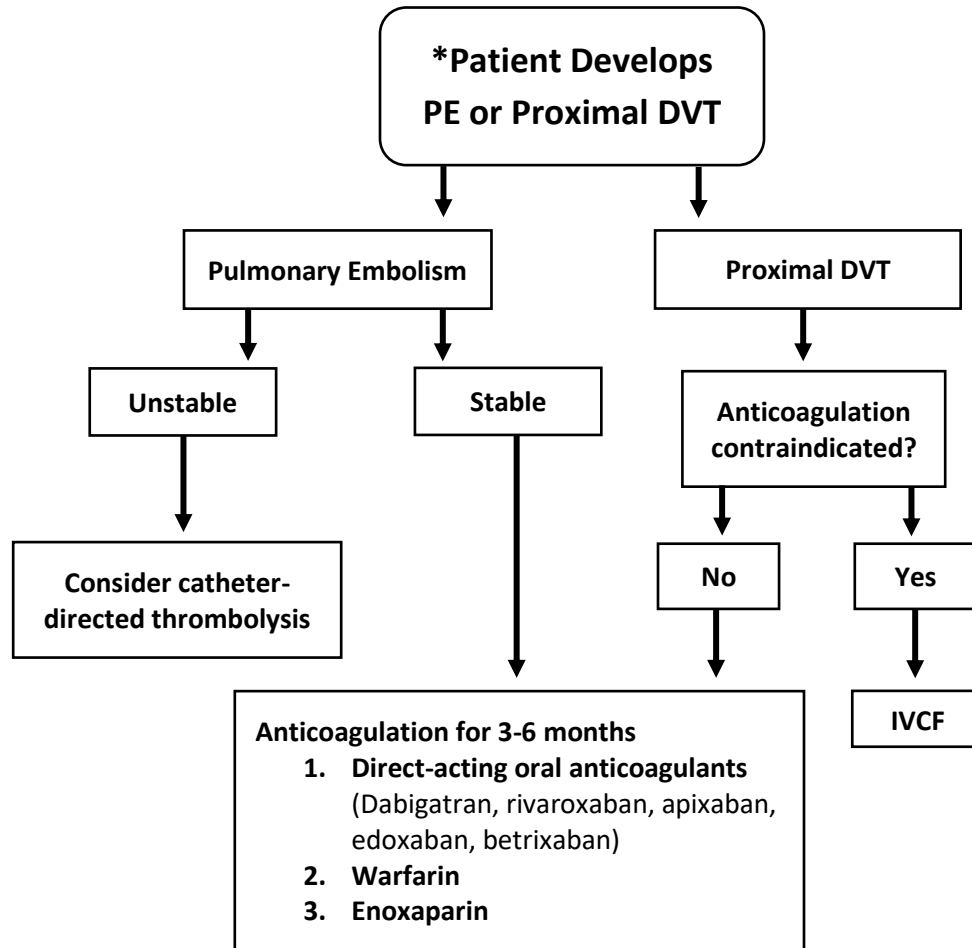 *Patient Develops
PE or Proximal DVT
Pulmonary Embolism
Proximal DVT
Unstable
Stable
Anticoagulation
contraindicated?
Consider catheter-
directed thrombolysis
No
Yes
IVCF
Anticoagulation for 3-6 months
1. Direct-acting oral anticoagulants
(Dabigatran, rivaroxaban, apixaban,
edoxaban, betrixaban)
2. Warfarin
3. Enoxaparin